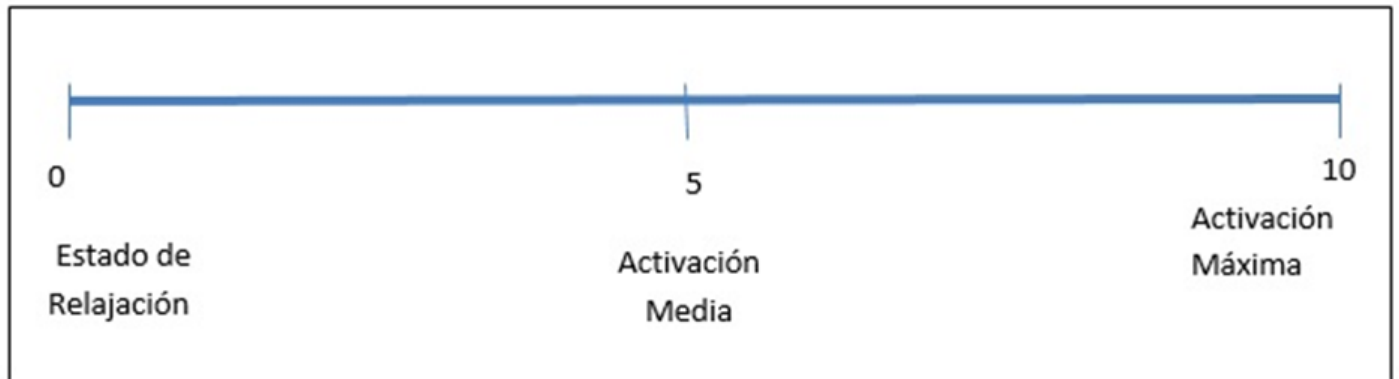 0
5
10
Estado de
Relajación
Activación
Media
Activación
Máxima